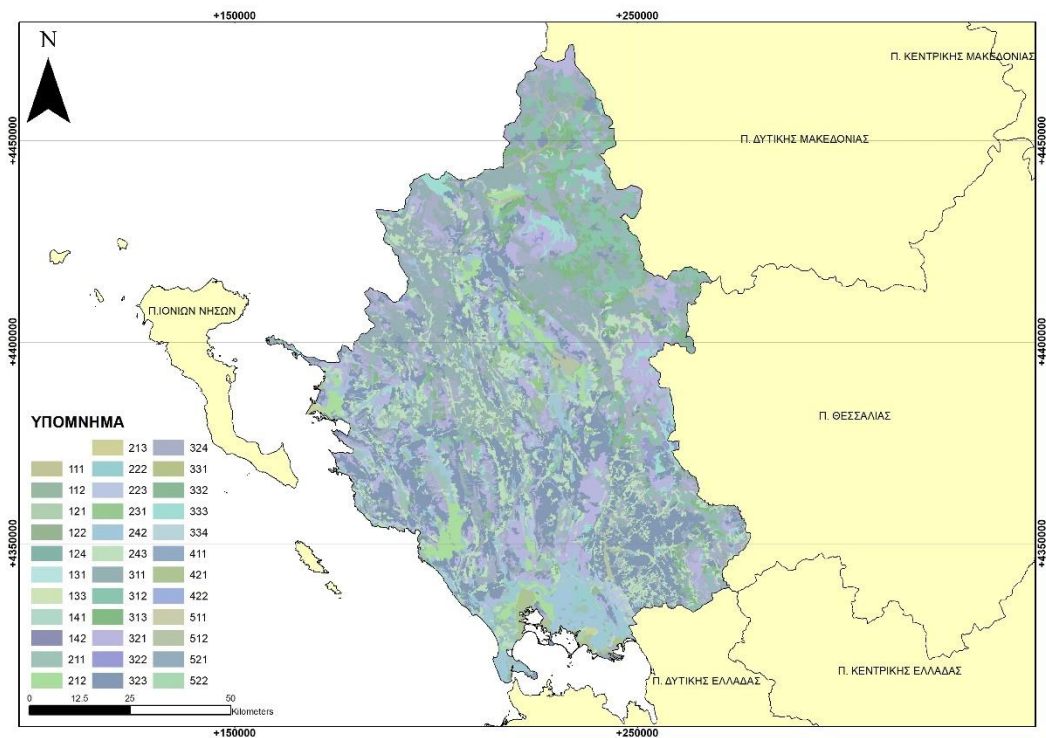 +150000
+250000
N
Π. ΚΕΝΤΡΙΚΗΣ ΜΑΚΕΔΟΝΙΑΣ
+4450000
Π. ΔΥΤΙΚΗΣ ΜΑΚΕΔΟΝΙΑΣ
+4450000
Π.ΙΟΝΙΩΝ ΝΗΣΩΝ
+4400000
+4400000
Π. ΘΕΣΣΑΛΙΑΣ
ΥΠΟΜΝΗΜΑ
213 324
111 222 331
112 223 332
121 231 333
122 242 334
124 243 411
131 311 421
133 312 422
141 313 511
142 321 512
211 322 521
212 323 522
+4350000
+4350000
Π. ΔΥΤΙΚΗΣ ΕΛΛΑΔΑΣ
Π. ΚΕΝΤΡΙΚΗΣ ΕΛΛΑΔΑΣ
0 12.5 25 50
Kilometers
+150000
+250000